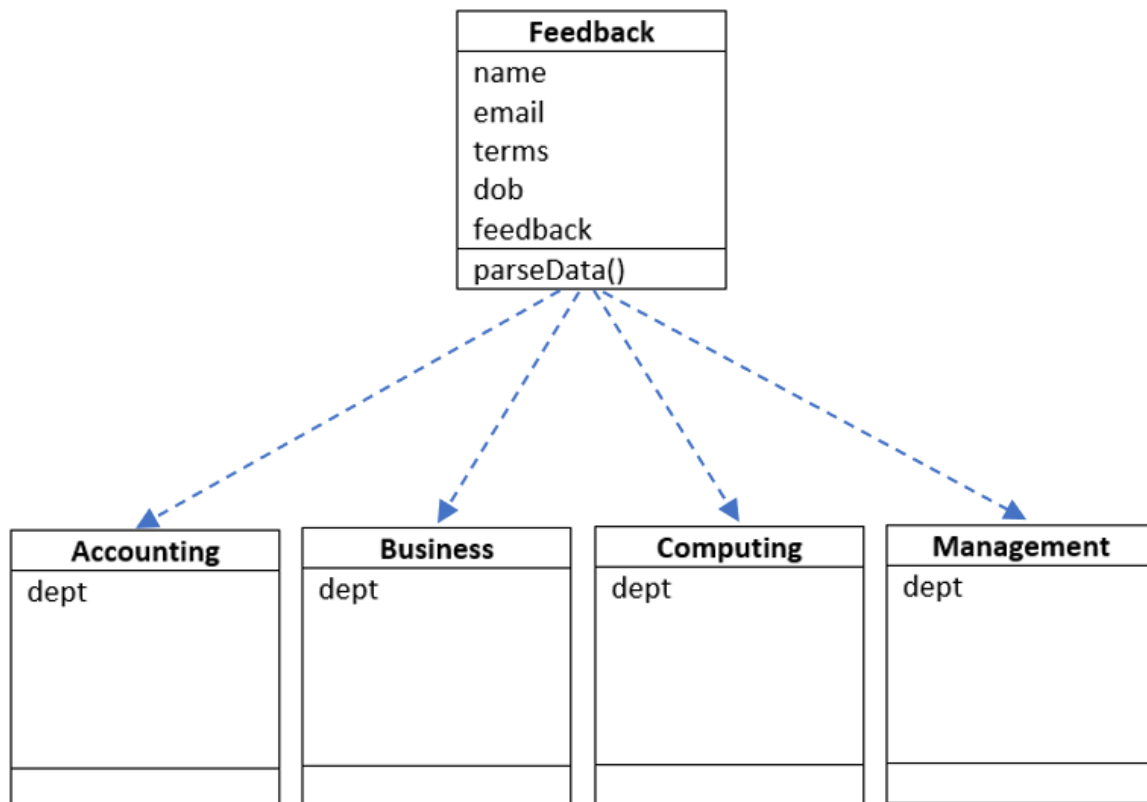 Feedback
name
email
terms
dob
feedback
parseData()
Accounting
dept
Business
dept
Computing
dept
Management
dept